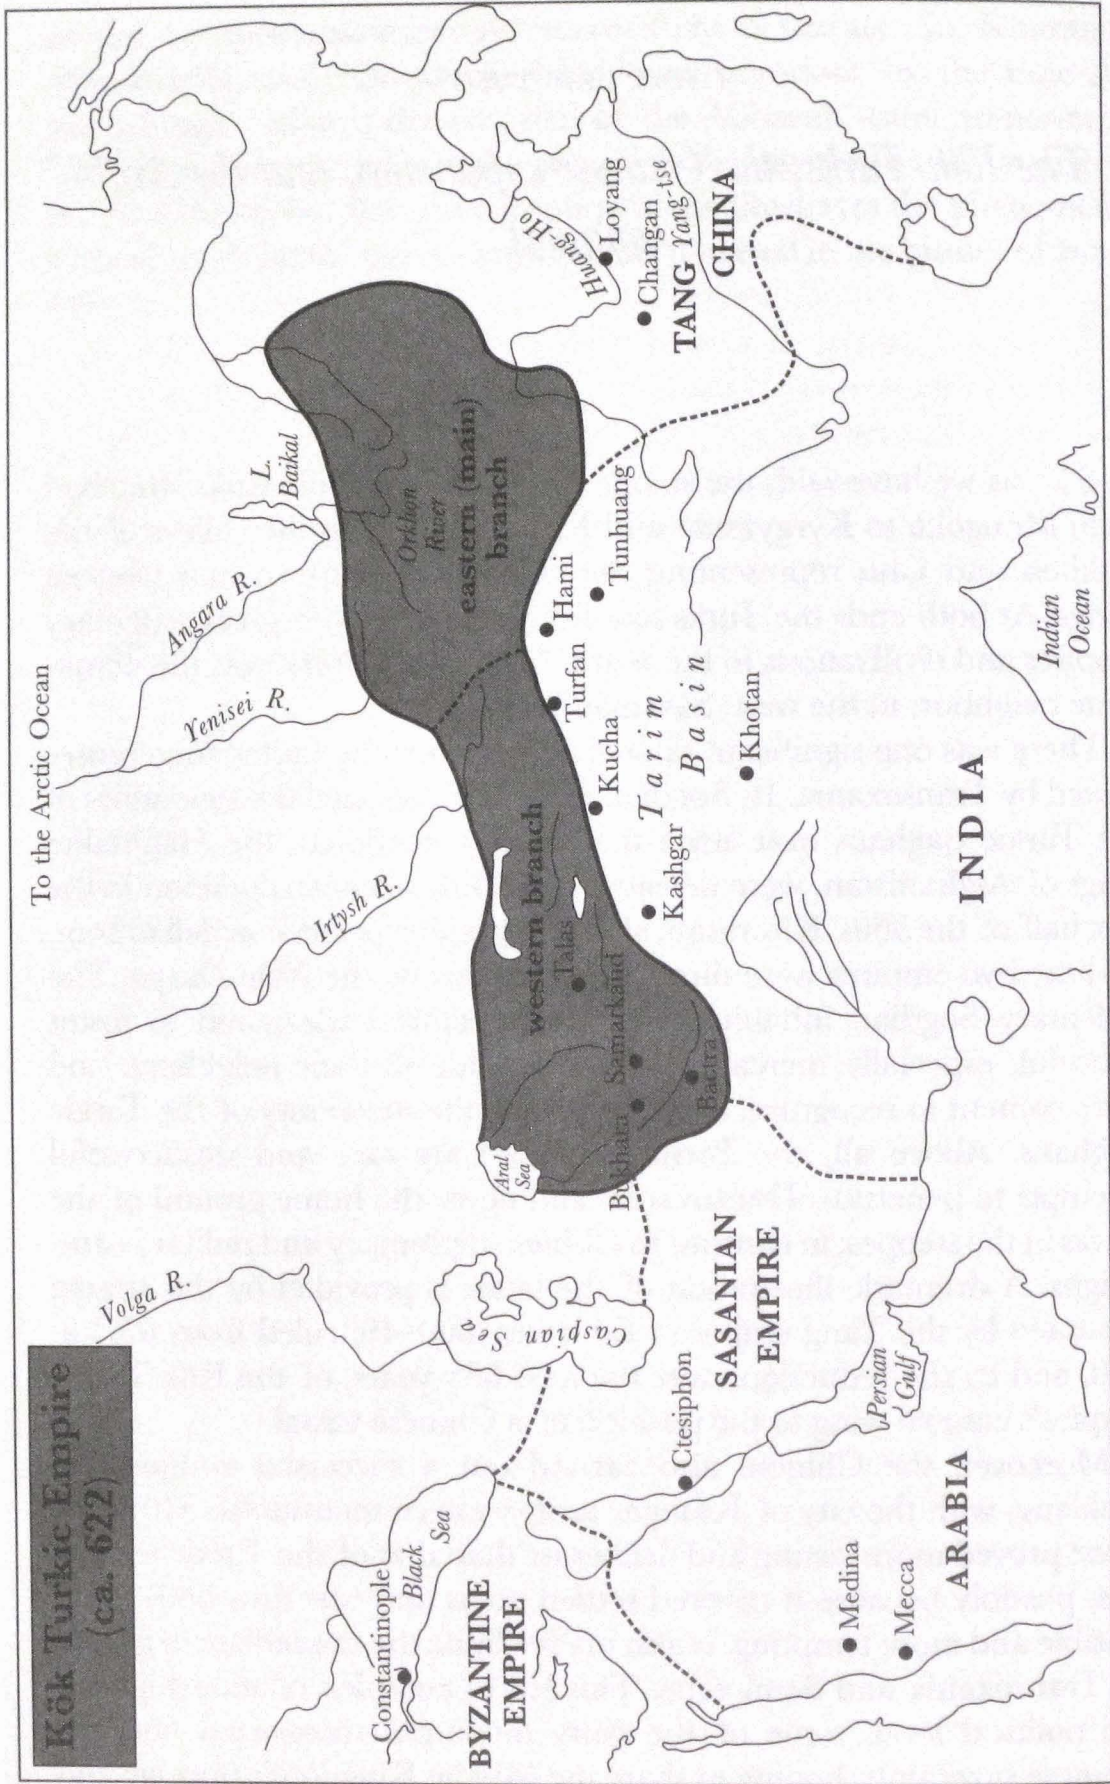 Kök Turkic Empire
(ca. 622)
To the Arctic Ocean
Volga R.
Irtysh R.
Yenisei R.
Angara R.
L.
Baikal
Orkhon
River
eastern (main)
branch
western branch
Aral
Sea
Caspian
Sea
Black Sea
Constantinople
BYZANTINE
EMPIRE
Ctesiphon
SASANIAN
EMPIRE
Persian
Gulf
Medina
Mecca
ARABIA
Bukhara
Samarkand
Bactra
Talas
Kashgar
Kucha
Turfan
Hami
Tunhuang
Tarim
Basin
Khotan
INDIA
Indian
Ocean
Huang-Ho
Loyang
Changan
TANG
Yang-tse
CHINA